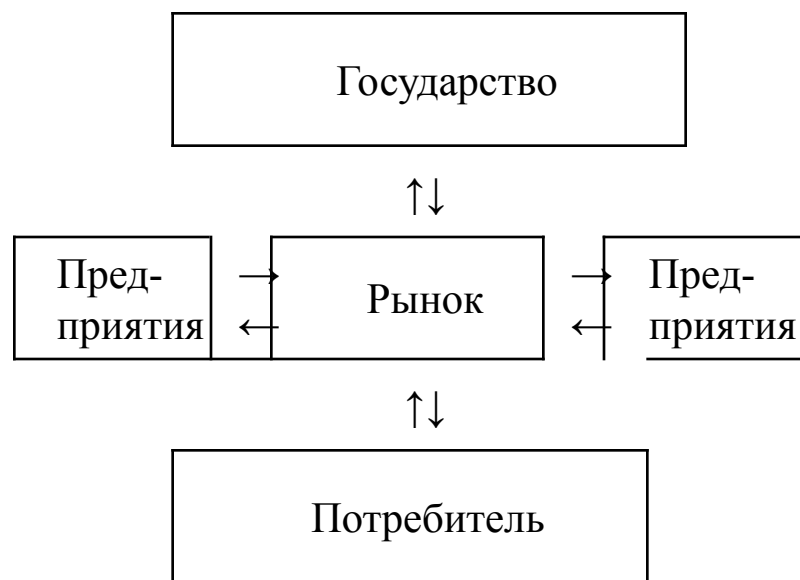 Государство
↑↓
Пред-
приятия
→
←
Рынок
→
←
Пред-
приятия
↑↓
Потребитель